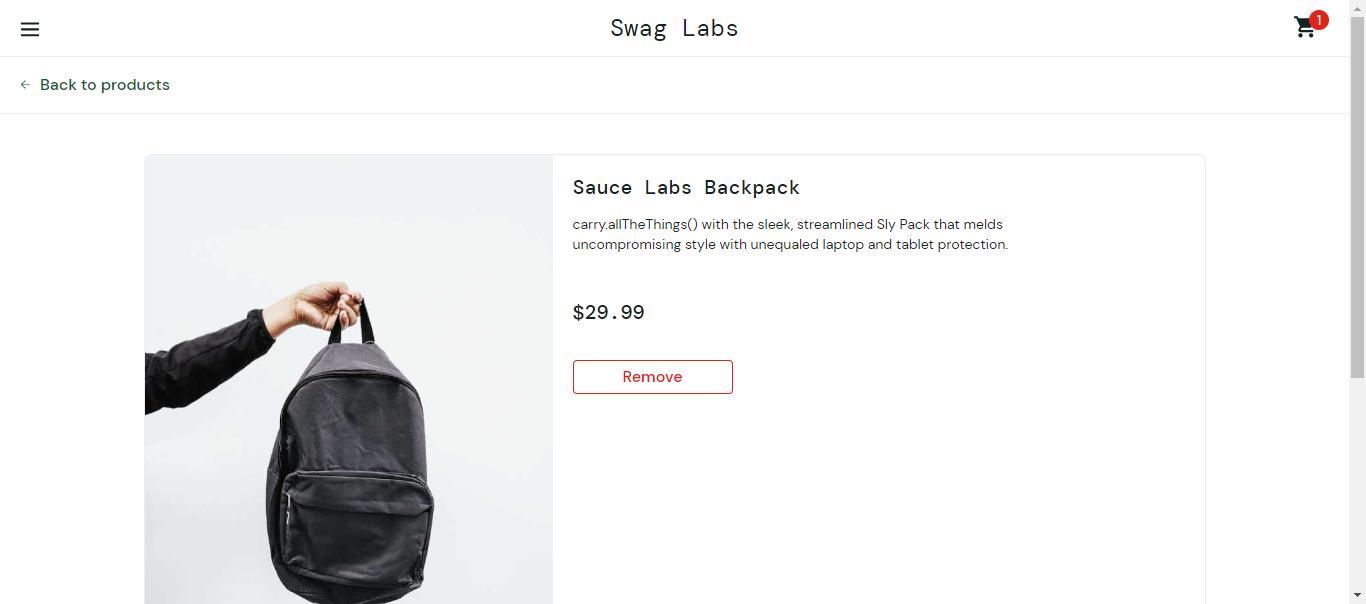 Swag Labs
1
Back to products
Sauce Labs Backpack
carry.allTheThings() with the sleek, streamlined Sly Pack that melds
uncompromising style with unequaled laptop and tablet protection.
$29.99
Remove